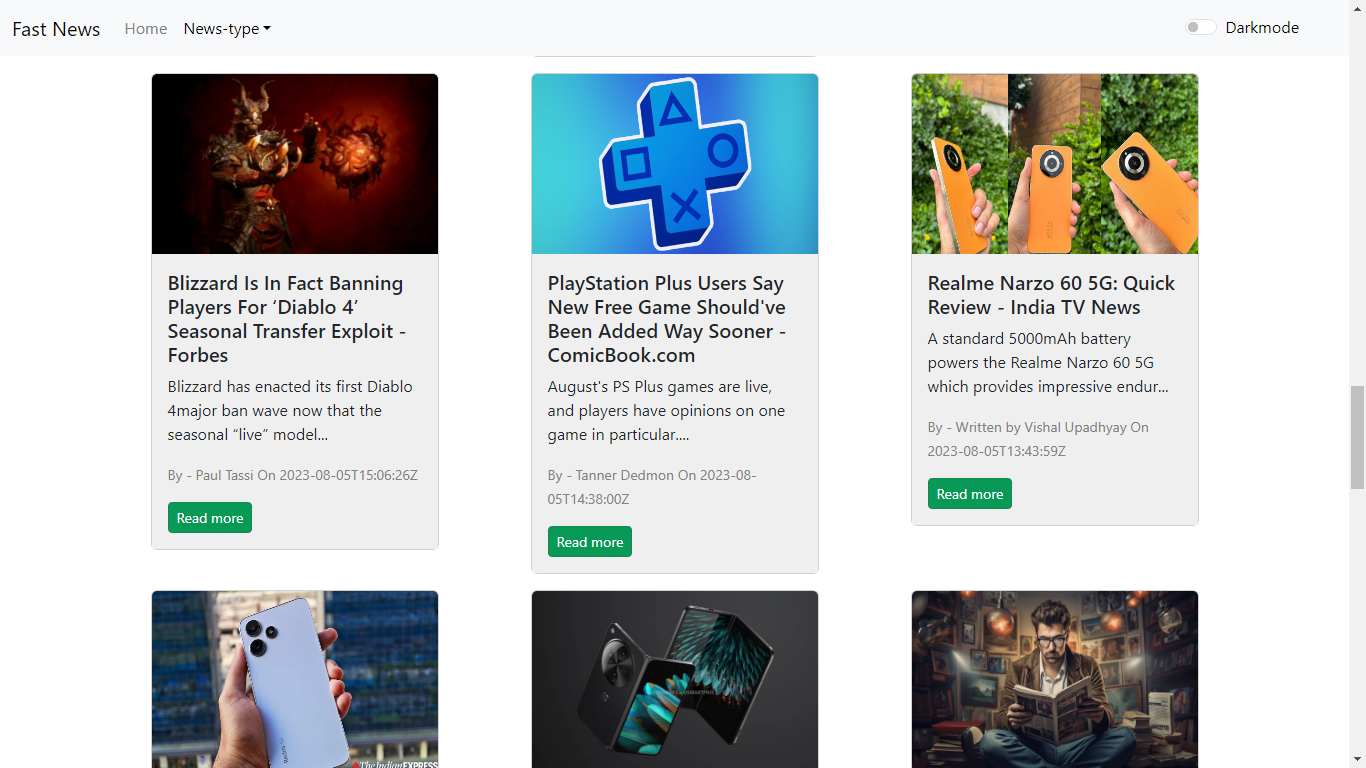 Fast News
Home
News-type
Darkmode
Blizzard Is In Fact Banning
Players For ‘Diablo 4’
Seasonal Transfer Exploit -
Forbes
Blizzard has enacted its first Diablo
4major ban wave now that the
seasonal “live” model...
By - Paul Tassi On 2023-08-05T15:06:26Z
Read more
PlayStation Plus Users Say
New Free Game Should've
Been Added Way Sooner -
ComicBook.com
August's PS Plus games are live,
and players have opinions on one
game in particular....
By - Tanner Dedmon On 2023-08-
05T14:38:00Z
Read more
Realme Narzo 60 5G: Quick
Review - India TV News
A standard 5000mAh battery
powers the Realme Narzo 60 5G
which provides impressive endur...
By - Written by Vishal Upadhyay On
2023-08-05T13:43:59Z
Read more
Redmi
The Indian EXPRESS